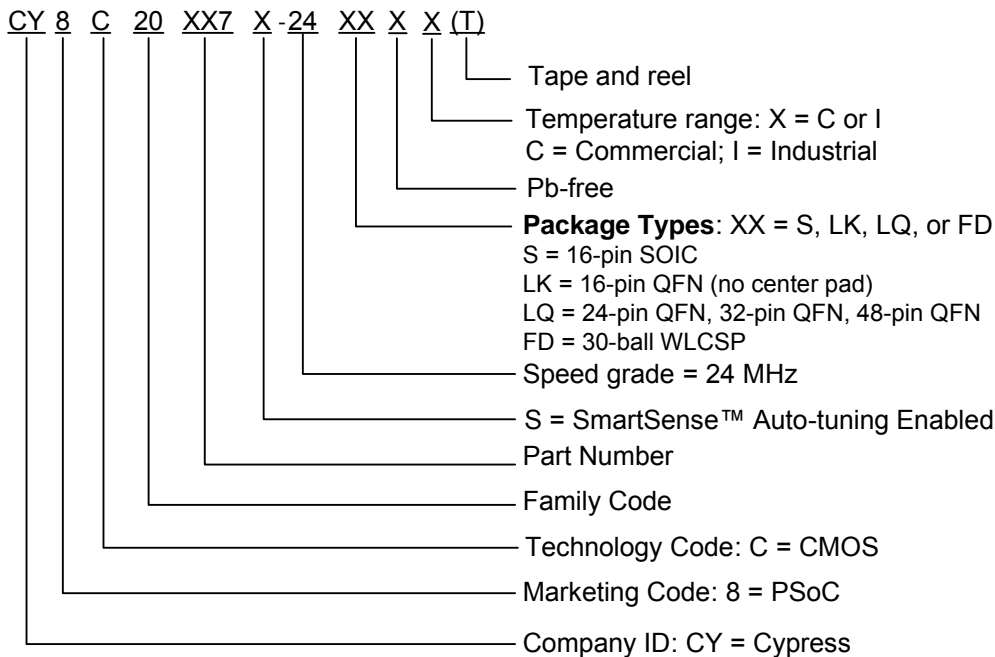 CY 8 C 20 XX7 X -24 XX X X (T)
Tape and reel
Temperature range: X = C or I
C = Commercial; I = Industrial
Pb-free
Package Types: XX = S, LK, LQ, or FD
S = 16-pin SOIC
LK = 16-pin QFN (no center pad)
LQ = 24-pin QFN, 32-pin QFN, 48-pin QFN
FD = 30-ball WLCSP
Speed grade = 24 MHz
S = SmartSense™ Auto-tuning Enabled
Part Number
Family Code
Technology Code: C = CMOS
Marketing Code: 8 = PSoC
Company ID: CY = Cypress